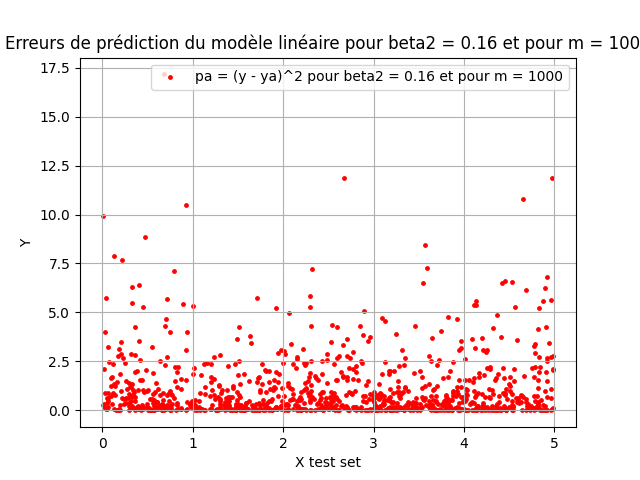 Erreurs de prédiction du modèle linéaire pour beta2 = 0.16 et pour m = 100
pa = (y - ya)^2 pour beta2 = 0.16 et pour m = 1000
17.5
15.0
12.5
10.0
7.5
5.0
2.5
0.0
Y
0 1 2 3 4 5
X test set